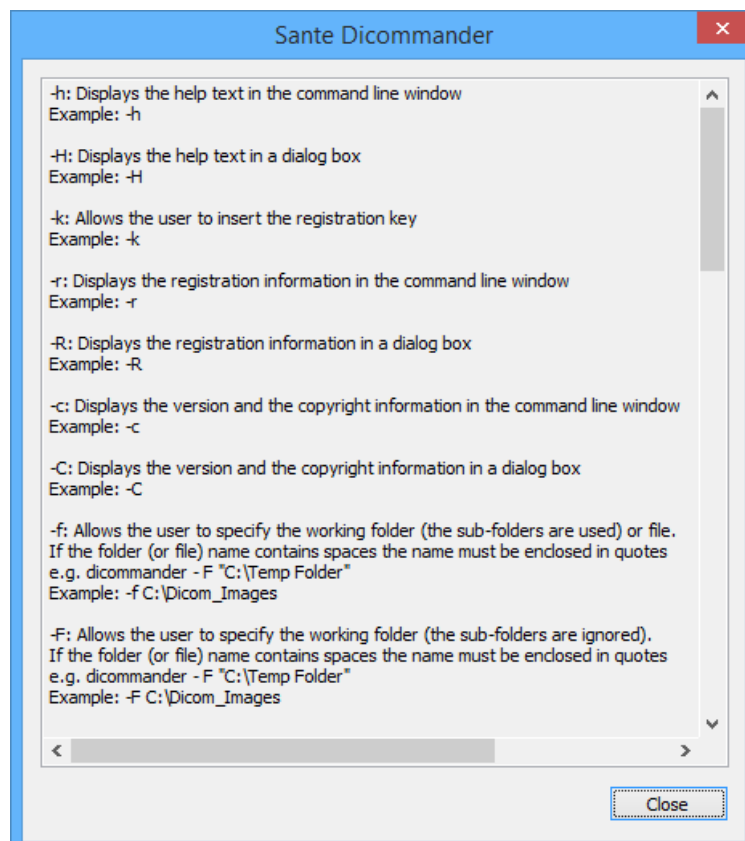 Sante Dicommander
-h: Displays the help text in the command line window
Example: -h
-H: Displays the help text in a dialog box
Example: -H
-k: Allows the user to insert the registration key
Example: -k
-r: Displays the registration information in the command line window
Example: -r
-R: Displays the registration information in a dialog box
Example: -R
-c: Displays the version and the copyright information in the command line window
Example: -c
-C: Displays the version and the copyright information in a dialog box
Example: -C
-f: Allows the user to specify the working folder (the sub-folders are used) or file.
If the folder (or file) name contains spaces the name must be enclosed in quotes
e.g. dicommander - F "C:\Temp Folder"
Example: -f C:\Dicom_Images
-F: Allows the user to specify the working folder (the sub-folders are ignored).
If the folder (or file) name contains spaces the name must be enclosed in quotes
e.g. dicommander - F "C:\Temp Folder"
Example: -F C:\Dicom_Images
Close